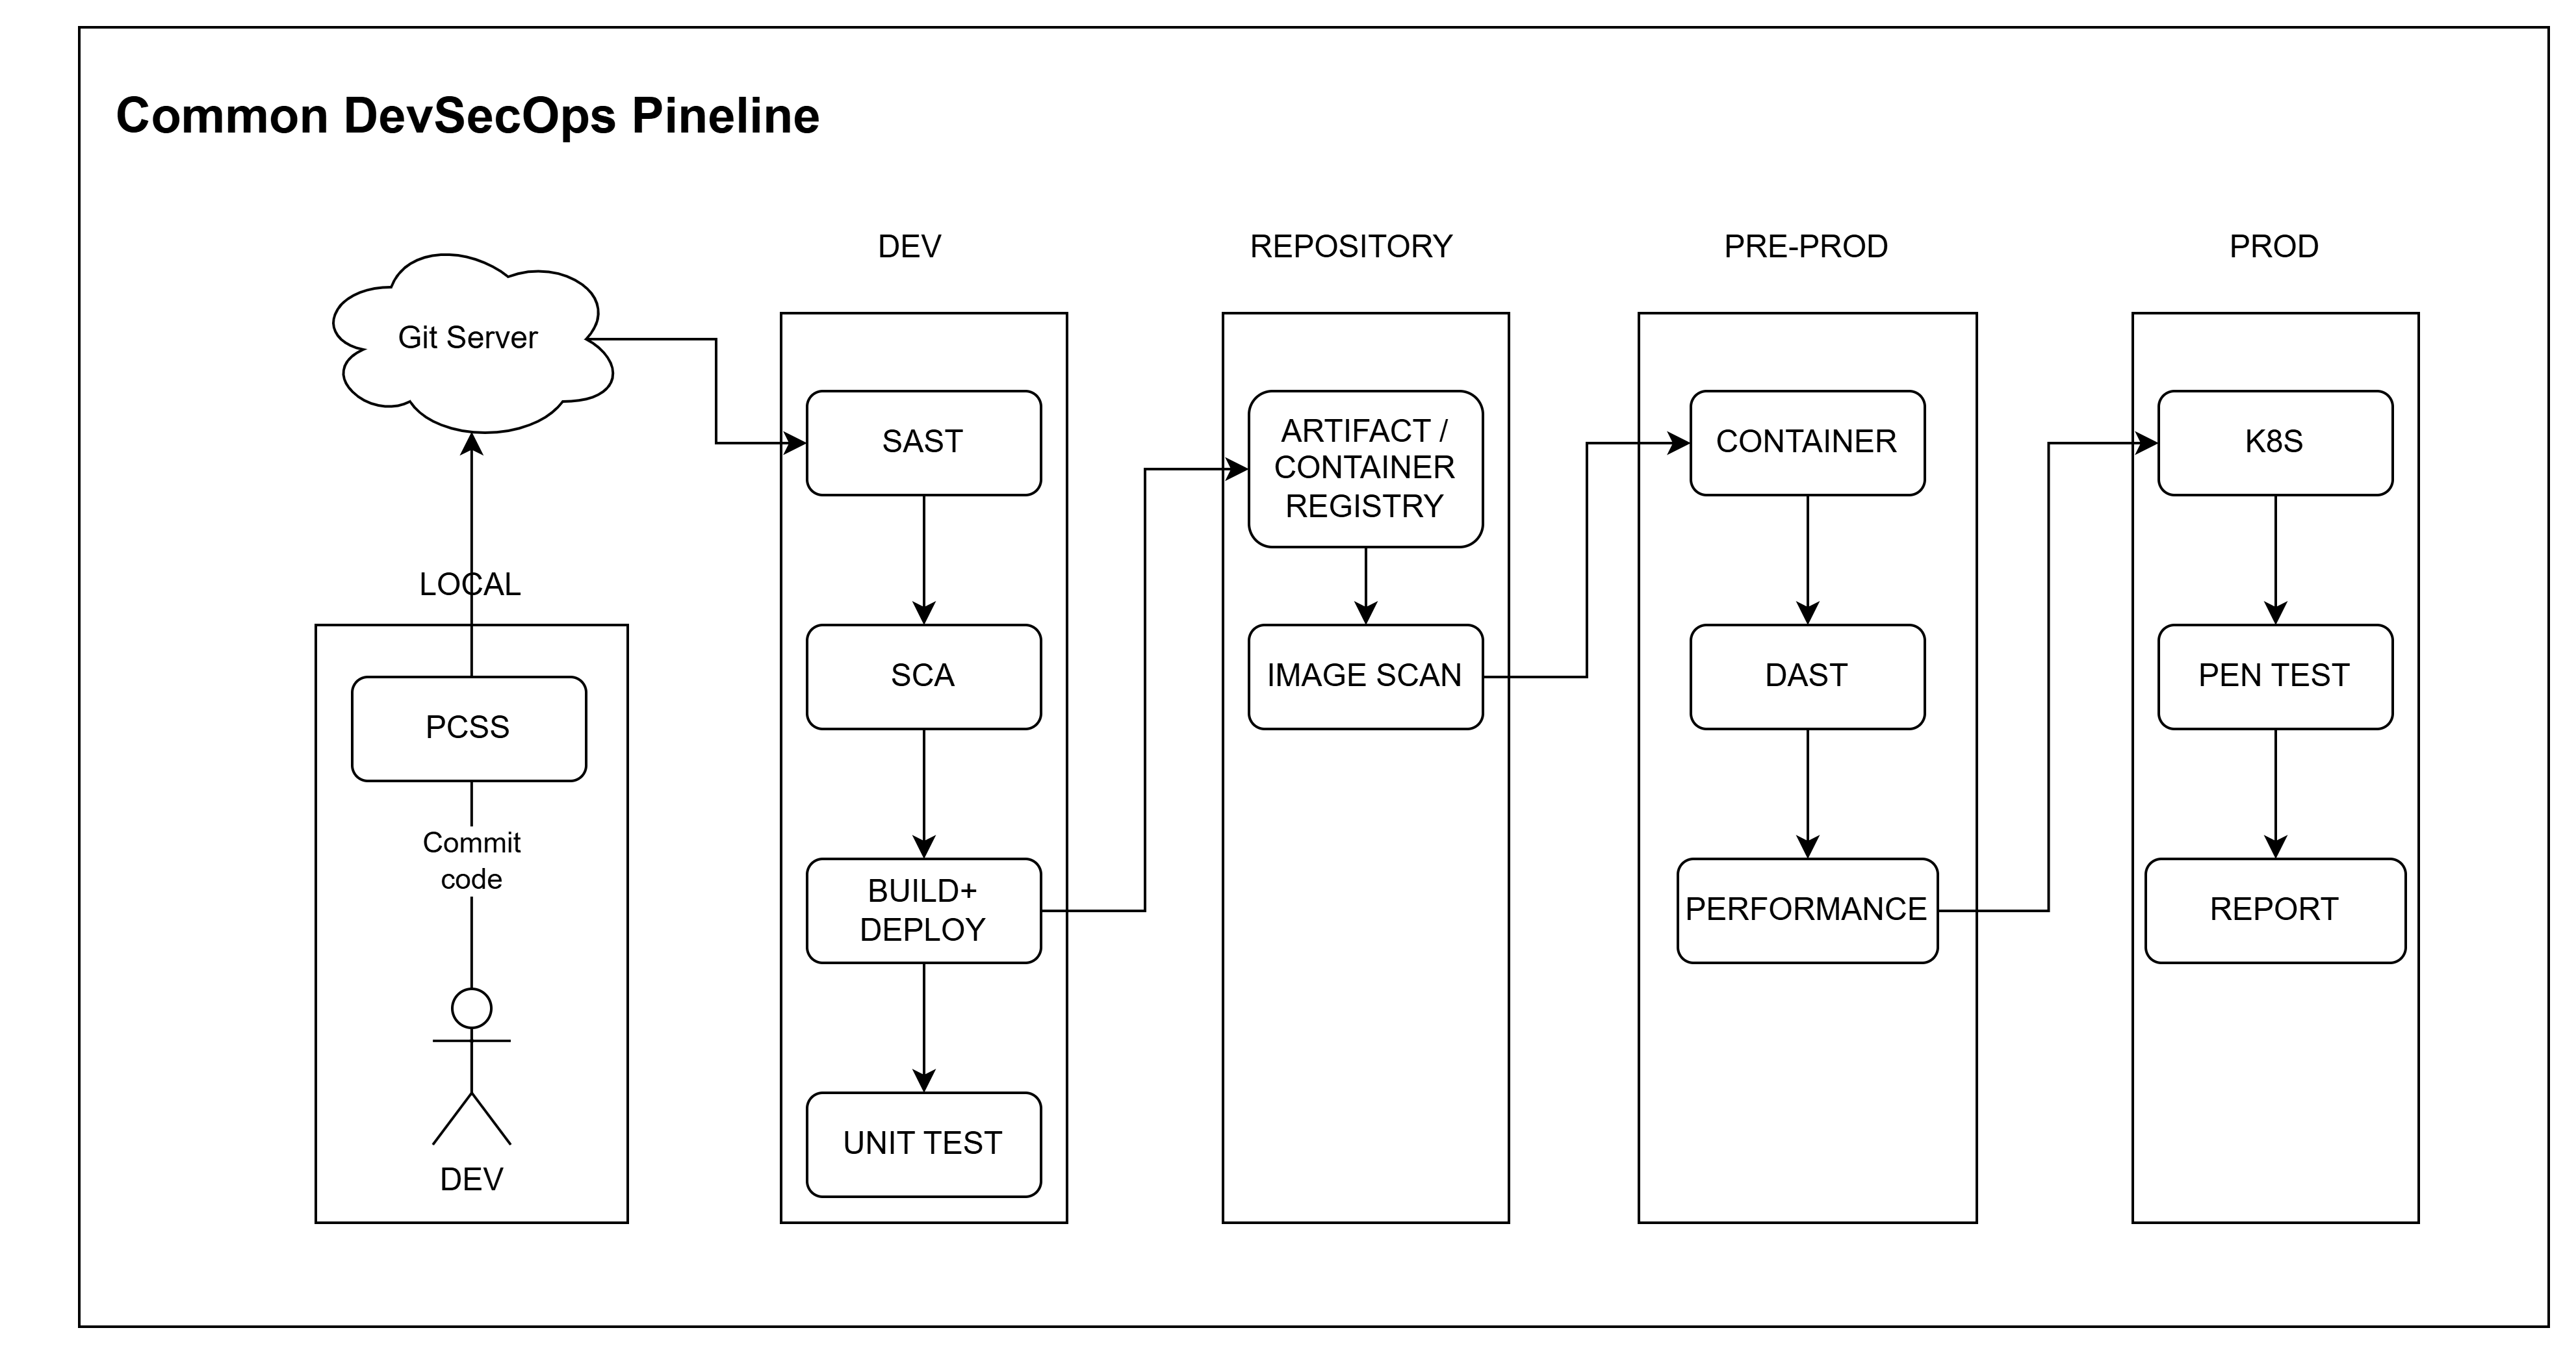 Common DevSecOps Pineline
Git Server
LOCAL
PCSS
Commit
code
DEV
DEV
SAST
SCA
BUILD+
DEPLOY
UNIT TEST
REPOSITORY
ARTIFACT /
CONTAINER
REGISTRY
IMAGE SCAN
PRE-PROD
CONTAINER
DAST
PERFORMANCE
PROD
K8S
PEN TEST
REPORT